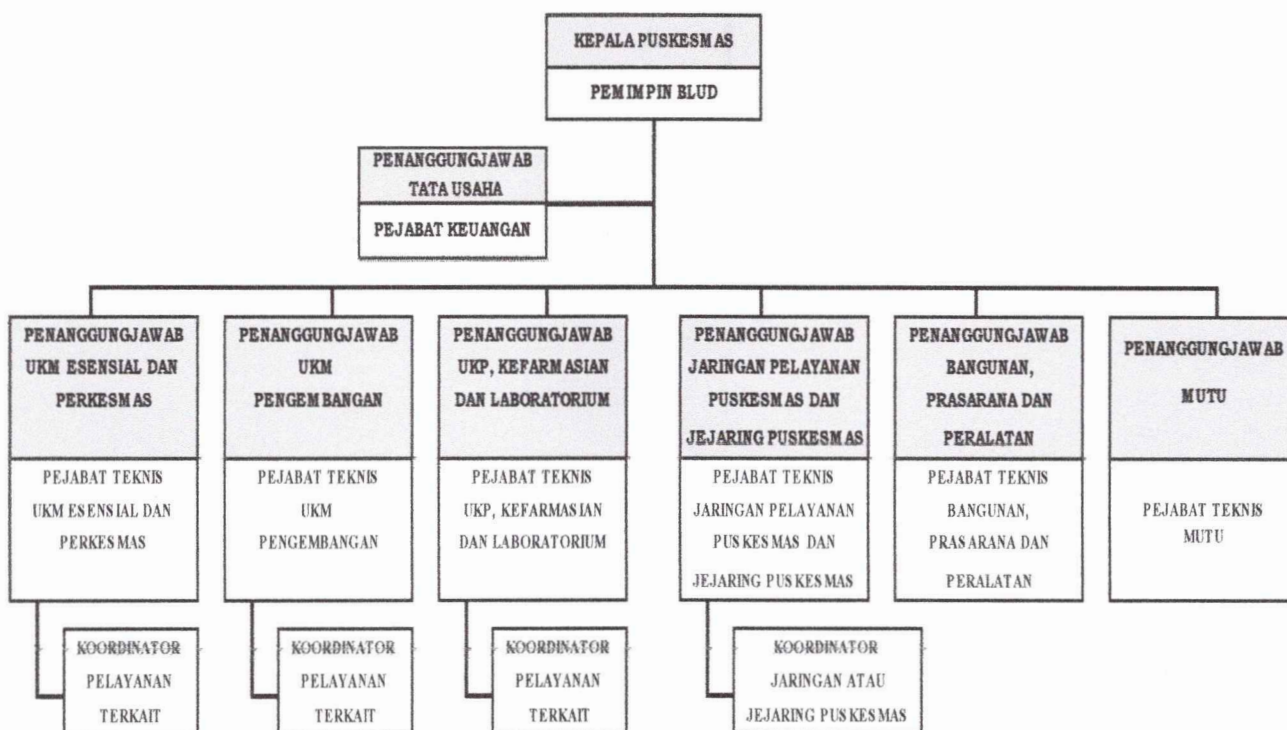 KEPALA PUSKESMAS
PEMIMPIN BLUD
PENANGGUNGJAWAB
TATA USAHA
PEJABAT KEUANGAN
PENANGGUNGJAWAB
UKM ESENSIAL DAN
PERKESMAS
PEJABAT TEKNIS
UKM ESENSIAL DAN
PERKESMAS
KOORDINATOR
PELAYANAN
TERKAIT
PENANGGUNGJAWAB
UKM
PENGEMBANGAN
PEJABAT TEKNIS
UKM
PENGEMBANGAN
KOORDINATOR
PELAYANAN
TERKAIT
PENANGGUNGJAWAB
UKP, KEFARMASIAN
DAN LABORATORIUM
PEJABAT TEKNIS
UKP, KEFARMASIAN
DAN LABORATORIUM
KOORDINATOR
PELAYANAN
TERKAIT
PENANGGUNGJAWAB
JARINGAN PELAYANAN
PUSKESMAS DAN
JEJARING PUSKESMAS
PEJABAT TEKNIS
JARINGAN PELAYANAN
PUSKESMAS DAN
JEJARING PUSKESMAS
KOORDINATOR
JARINGAN ATAU
JEJARING PUSKESMAS
PENANGGUNGJAWAB
BANGUNAN,
PRASARANA DAN
PERALATAN
PEJABAT TEKNIS
BANGUNAN,
PRASARANA DAN
PERALATAN
PENANGGUNGJAWAB
MUTU
PEJABAT TEKNIS
MUTU